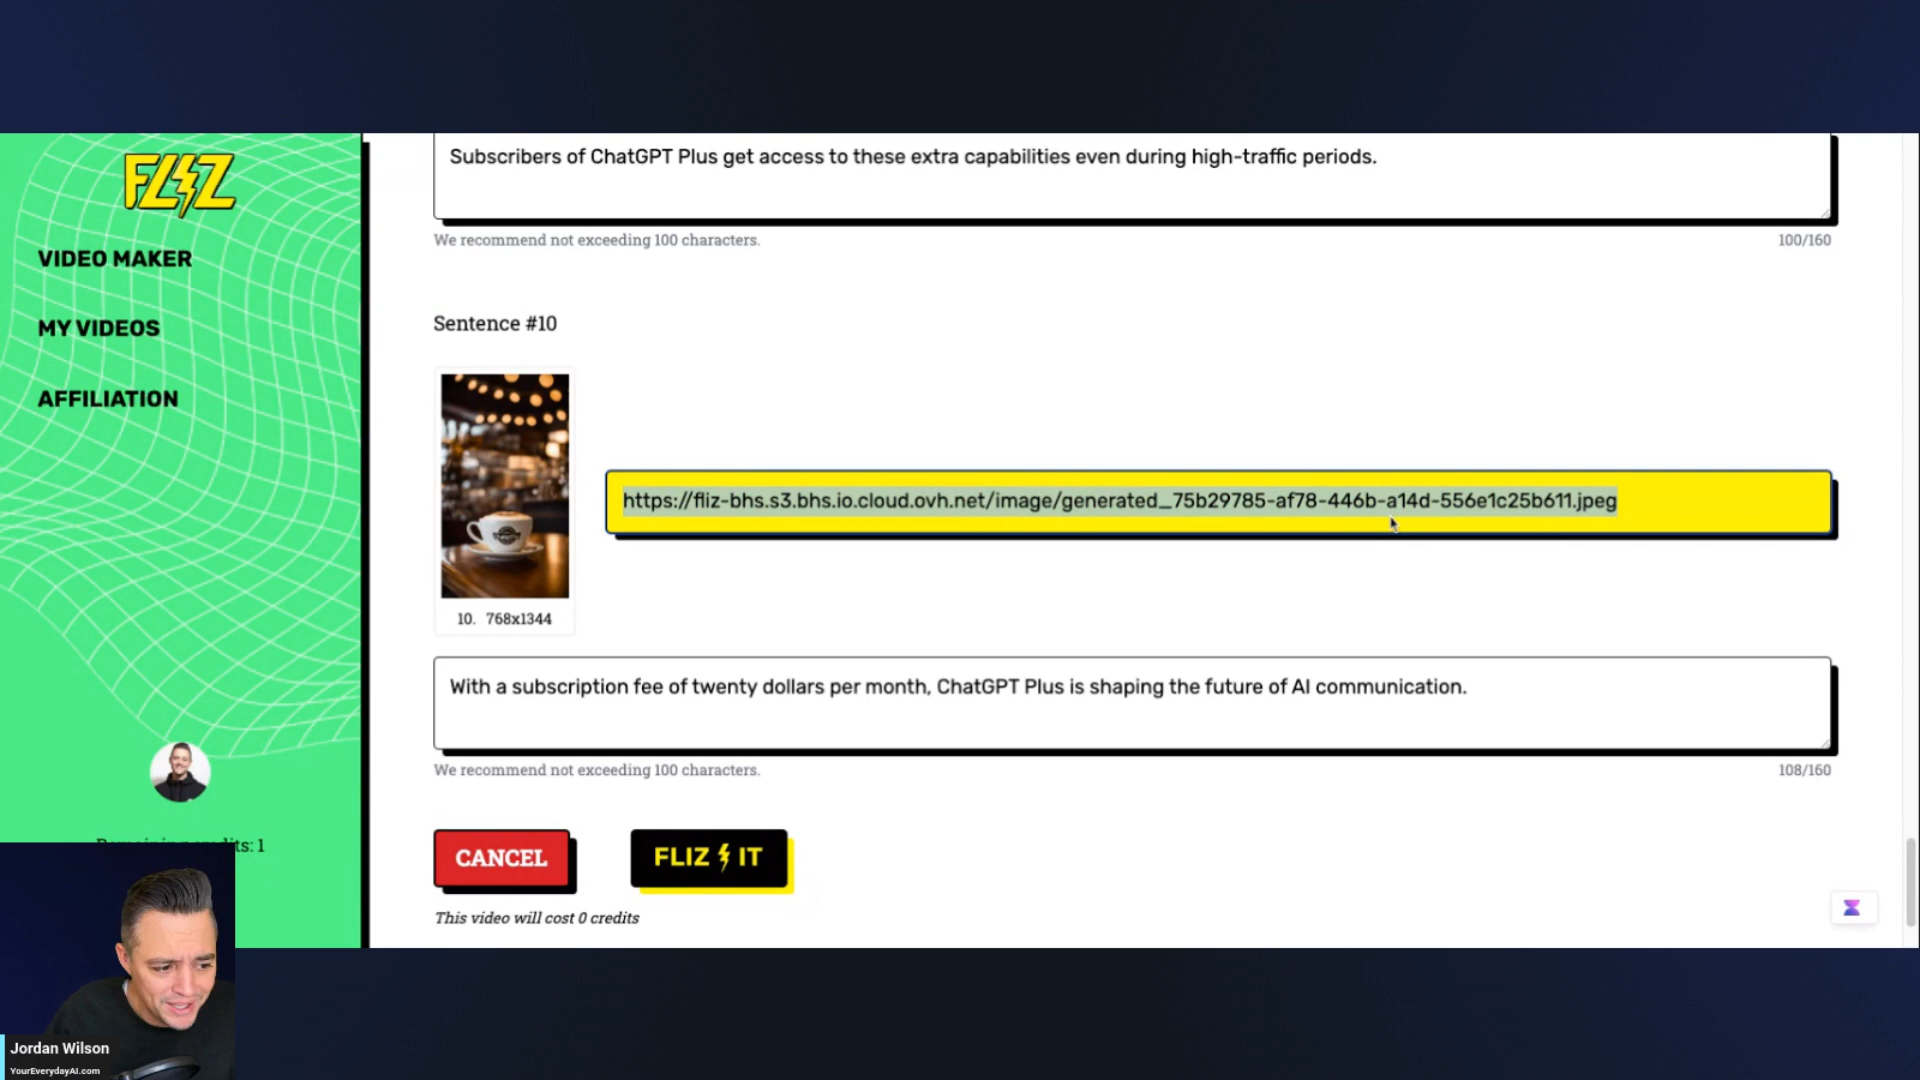 Subscribers of ChatGPT Plus get access to these extra capabilities even during high-traffic periods.
We recommend not exceeding 100 characters.
100/160
FLIZ
VIDEO MAKER
MY VIDEOS
AFFILIATION
Sentence #10
https://fliz-bhs.s3.bhs.io.cloud.ovh.net/image/generated_75b29785-af78-446b-a14d-556e1c25b611.jpeg
10. 768x1344
With a subscription fee of twenty dollars per month, ChatGPT Plus is shaping the future of AI communication.
We recommend not exceeding 100 characters.
108/160
Remaining credits: 1
CANCEL
FLIZ IT
This video will cost 0 credits
Jordan Wilson
YourEverydayAI.com